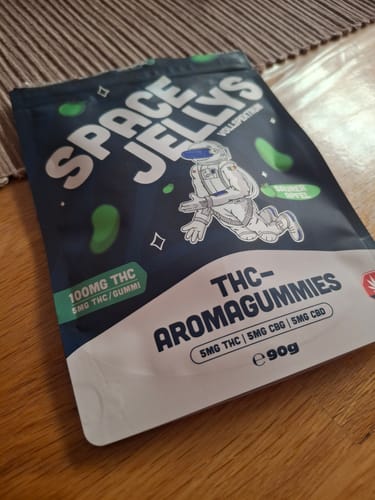 SPACE
JELLYS
VOLLSPEKTRUM
SAURER
APFEL
100MG THC
5MG THC/GUMMI
THC-
AROMAGUMMIES
5MG THC | 5MG CBG | 5MG CBD
℮90g